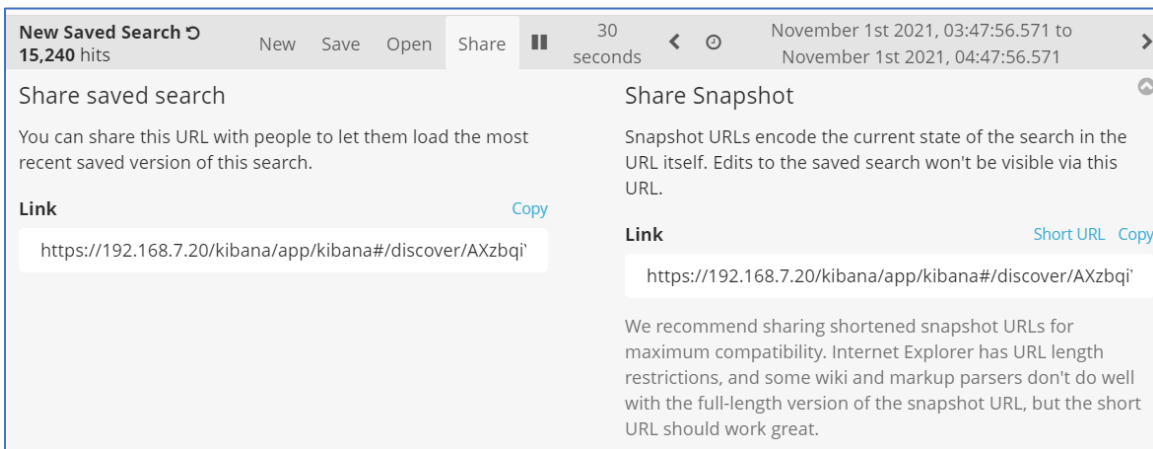 New Saved Search
15,240 hits
New Save Open Share
30
seconds
November 1st 2021, 03:47:56.571 to
November 1st 2021, 04:47:56.571
Share saved search
You can share this URL with people to let them load the most
recent saved version of this search.
Link Copy
https://192.168.7.20/kibana/app/kibana#/discover/AXzbqi
Share Snapshot
Snapshot URLs encode the current state of the search in the
URL itself. Edits to the saved search won't be visible via this
URL.
Link Short URL Copy
https://192.168.7.20/kibana/app/kibana#/discover/AXzbqi
We recommend sharing shortened snapshot URLs for
maximum compatibility. Internet Explorer has URL length
restrictions, and some wiki and markup parsers don't do well
with the full-length version of the snapshot URL, but the short
URL should work great.